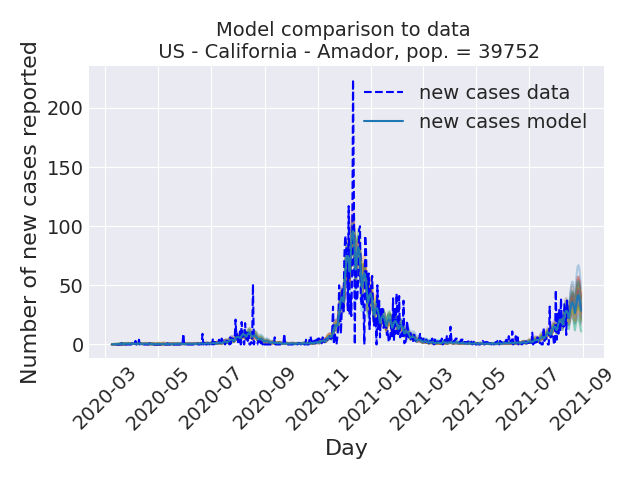 Model comparison to data
US - California - Amador, pop. = 39752
new cases data
new cases model
Number of new cases reported
200
150
100
50
0
2020-03
2020-05
2020-07
2020-09
2020-11
2021-01
2021-03
2021-05
2021-07
2021-09
Day